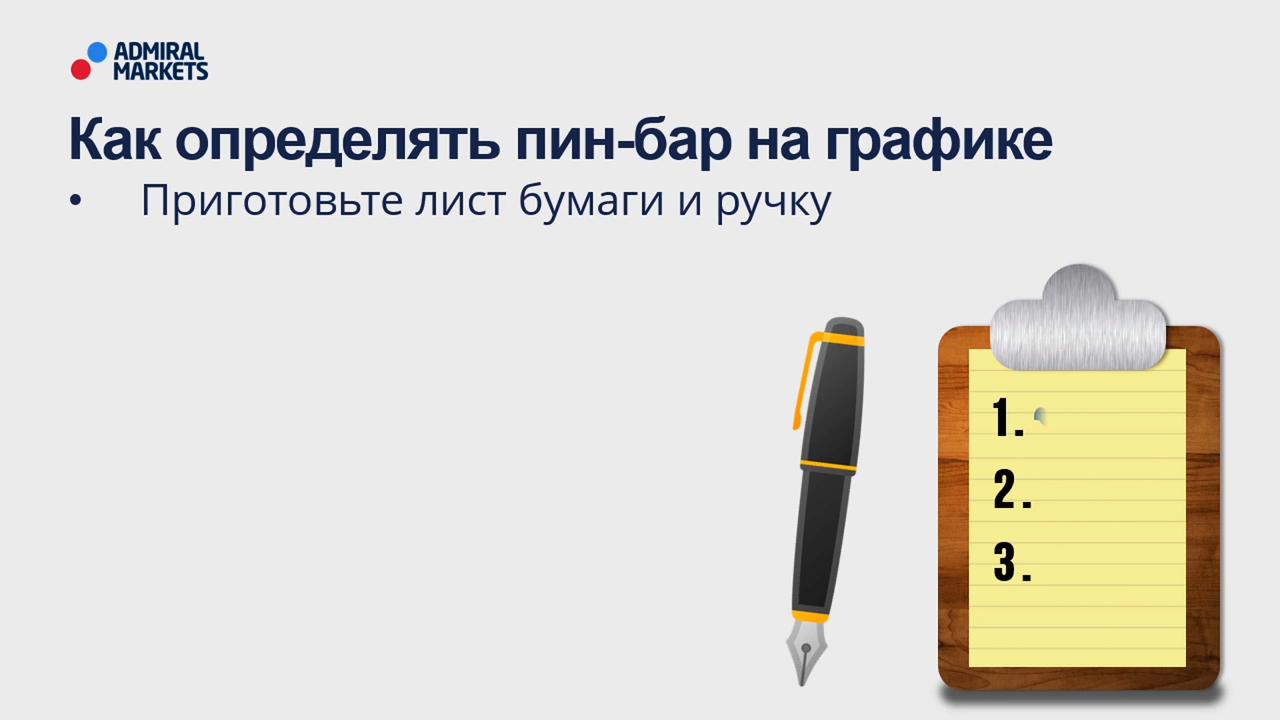 ADMIRAL
MARKETS
Как определять пин-бар на графике
• Приготовьте лист бумаги и ручку
1.
2.
3.